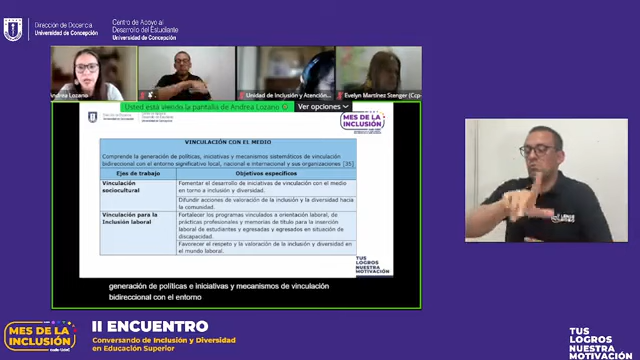 Dirección de Docencia
Universidad de Concepción
Centro de Apoyo al
Desarrollo del Estudiante
Universidad de Concepción
Andrea Lozano
Unidad de Inclusión y Atención...
Evelyn Martínez Stenger (Ccp-
Usted está viendo la pantalla de Andrea Lozano
Ver opciones
MES DE LA
INCLUSIÓN
VINCULACIÓN CON EL MEDIO
Comprende la generación de políticas, iniciativas y mecanismos sistemáticos de vinculación
bidireccional con el entorno significativo local, nacional e internacional y sus organizaciones [35]
Ejes de trabajo
Objetivos específicos
Vinculación
sociocultural
Fomentar el desarrollo de iniciativas de vinculación con el medio
en torno a inclusión y diversidad.
Difundir acciones de valoración de la inclusión y la diversidad hacia
la comunidad.
Vinculación para la
Inclusión laboral
Fortalecer los programas vinculados a orientación laboral, de
prácticas profesionales y memorias de título para la inserción
laboral de estudiantes y egresadas y egresados en situación de
discapacidad.
Favorecer el respeto y la valoración de la inclusión y diversidad en
el mundo laboral.
TUS
LOGROS
NUESTRA
MOTIVACIÓN
generación de políticas e iniciativas y mecanismos de vinculación
bidireccional con el entorno
MES DE LA
INCLUSIÓN
II ENCUENTRO
Conversando de Inclusión y Diversidad
en Educación Superior
TUS
LOGROS
NUESTRA
MOTIVACIÓN